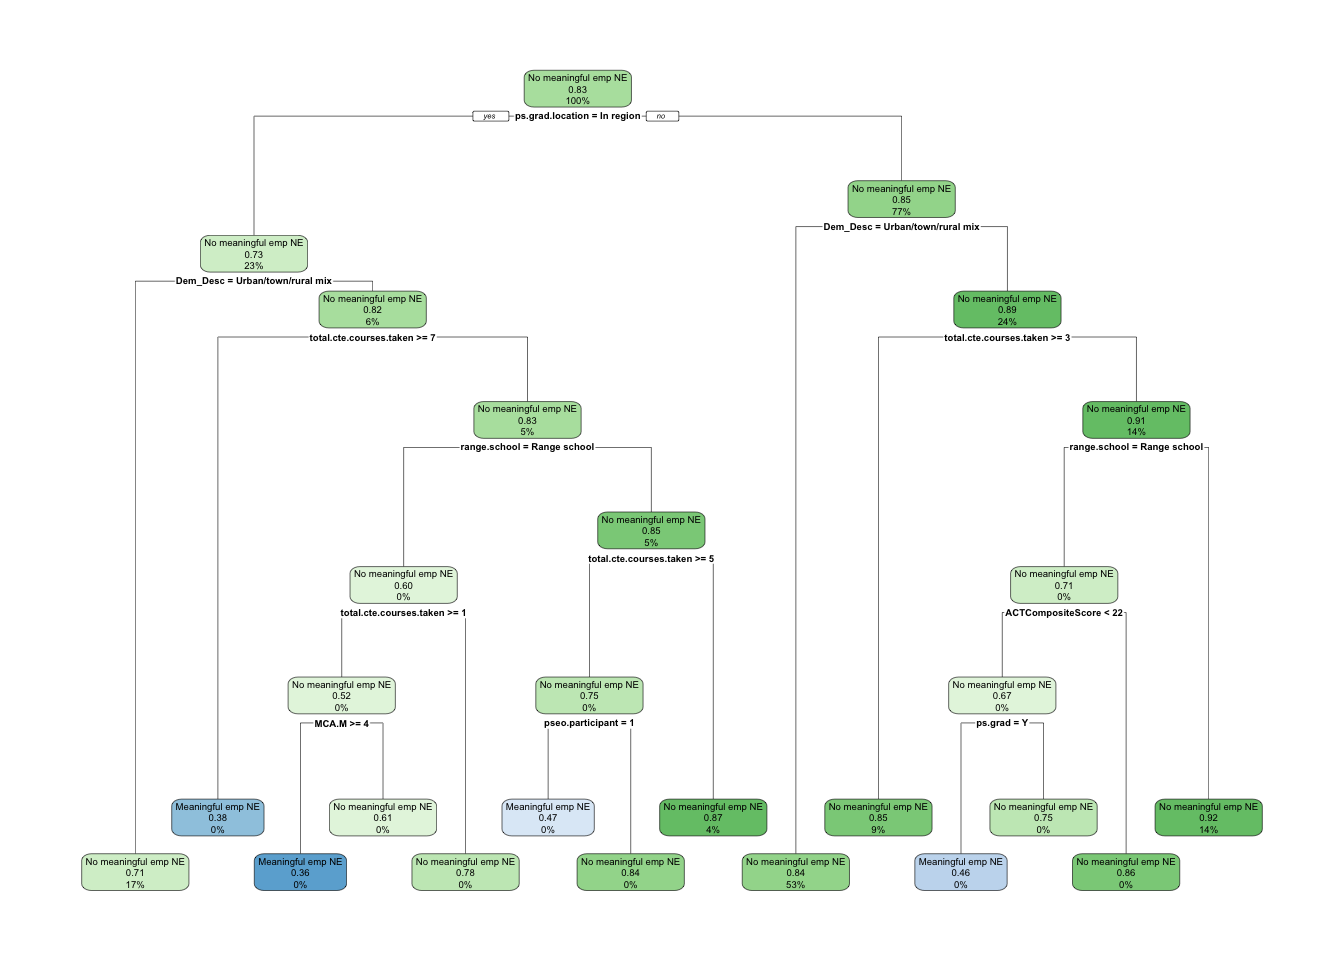 No meaningful emp NE
0.83
100%
yes
ps.grad.location = In region
no
No meaningful emp NE
0.85
77%
Dem_Desc = Urban/town/rural mix
No meaningful emp NE
0.73
23%
Dem_Desc = Urban/town/rural mix
No meaningful emp NE
0.82
6%
total.cte.courses.taken >= 7
No meaningful emp NE
0.89
24%
total.cte.courses.taken >= 3
No meaningful emp NE
0.83
5%
range.school = Range school
No meaningful emp NE
0.91
14%
range.school = Range school
No meaningful emp NE
0.85
5%
total.cte.courses.taken >= 5
No meaningful emp NE
0.60
0%
total.cte.courses.taken >= 1
No meaningful emp NE
0.71
0%
ACTCompositeScore < 22
No meaningful emp NE
0.52
0%
MCA.M >= 4
No meaningful emp NE
0.75
0%
pseo.participant = 1
No meaningful emp NE
0.67
0%
ps.grad = Y
Meaningful emp NE
0.38
0%
No meaningful emp NE
0.61
0%
Meaningful emp NE
0.47
0%
No meaningful emp NE
0.87
4%
No meaningful emp NE
0.85
9%
No meaningful emp NE
0.75
0%
No meaningful emp NE
0.92
14%
No meaningful emp NE
0.71
17%
Meaningful emp NE
0.36
0%
No meaningful emp NE
0.78
0%
No meaningful emp NE
0.84
0%
No meaningful emp NE
0.84
53%
Meaningful emp NE
0.46
0%
No meaningful emp NE
0.86
0%